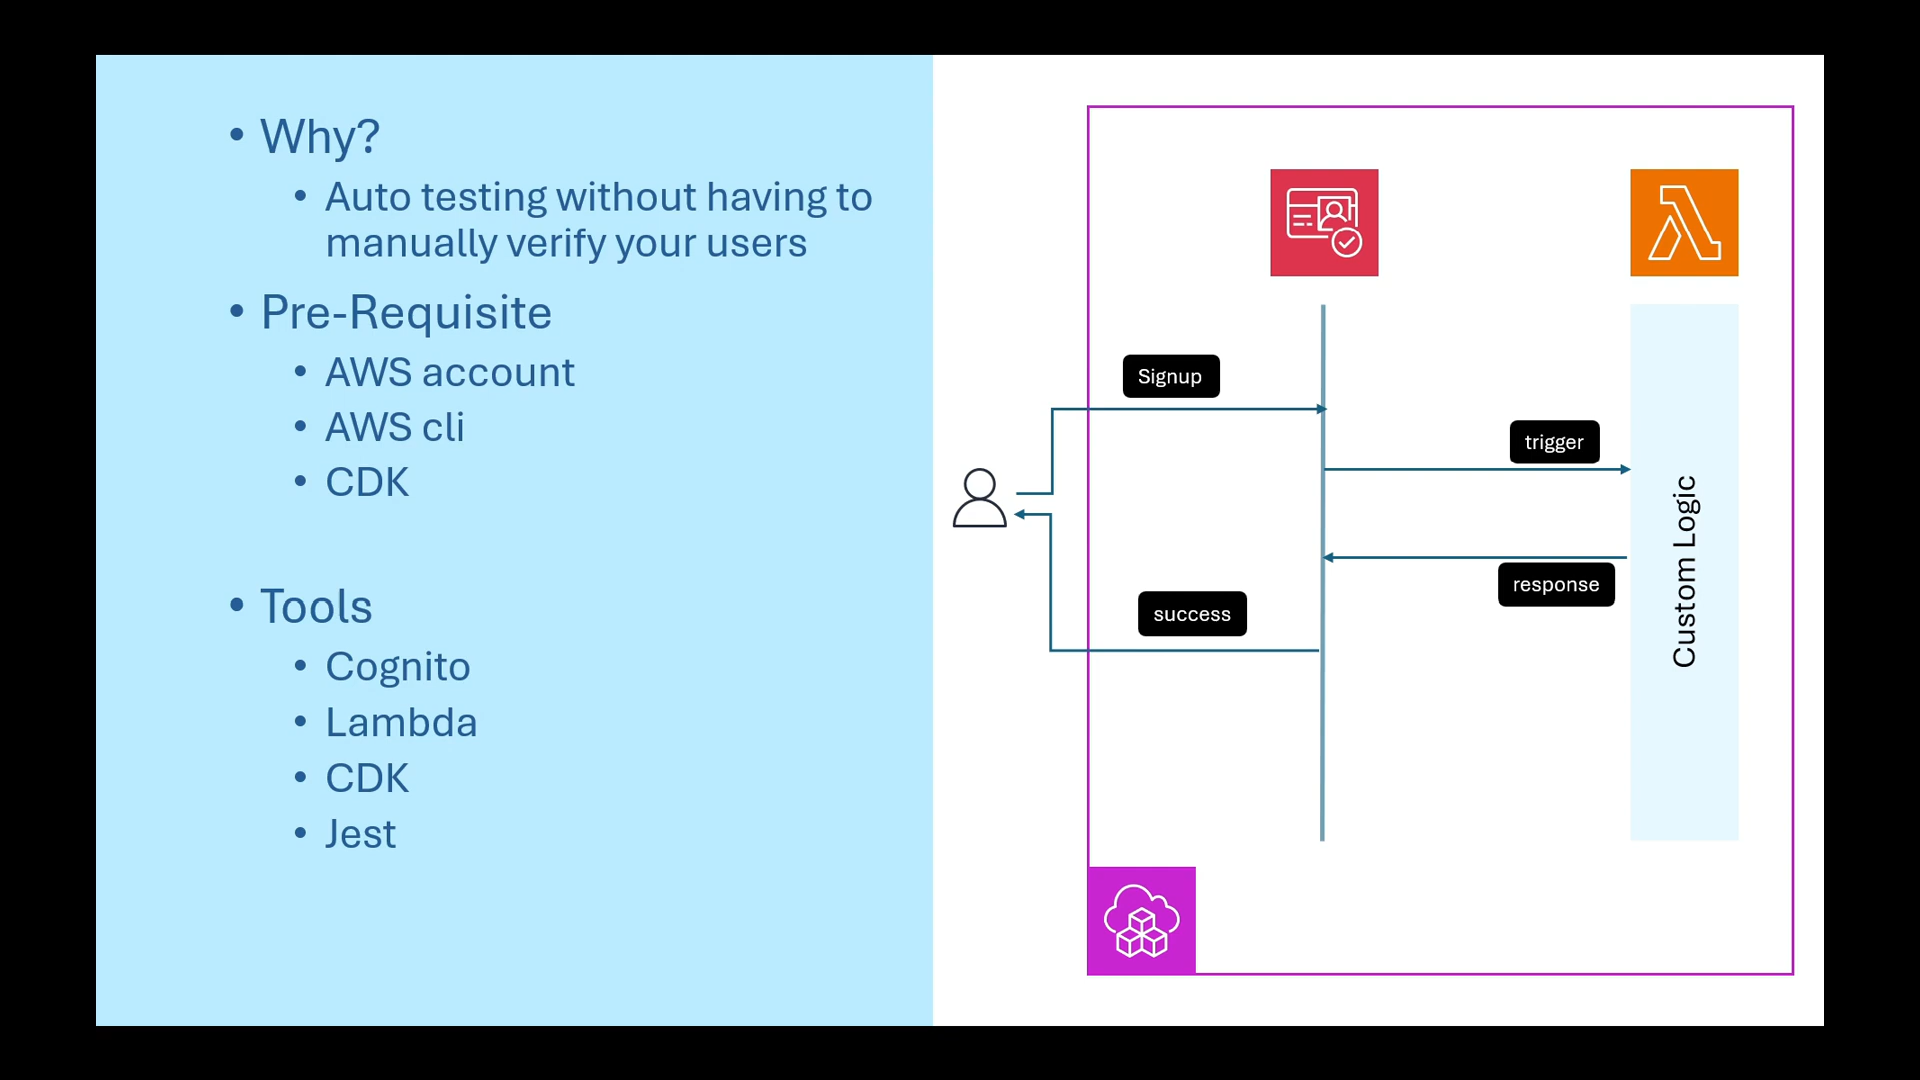 • Why?
• Auto testing without having to
manually verify your users
• Pre-Requisite
• AWS account
• AWS cli
• CDK
• Tools
• Cognito
• Lambda
• CDK
• Jest
Signup
trigger
response
success
Custom Logic